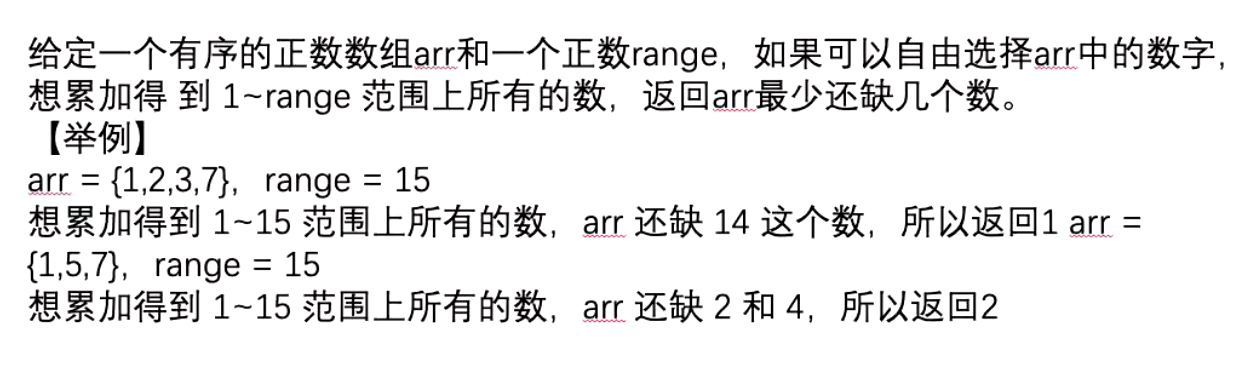 给定一个有序的正数数组arr和一个正数range，如果可以自由选择arr中的数字，
想累加得 到 1~range 范围上所有的数，返回arr最少还缺几个数。
【举例】
arr = {1,2,3,7}，range = 15
想累加得到 1~15 范围上所有的数，arr 还缺 14 这个数，所以返回1 arr =
{1,5,7}，range = 15
想累加得到 1~15 范围上所有的数，arr 还缺 2 和 4，所以返回2